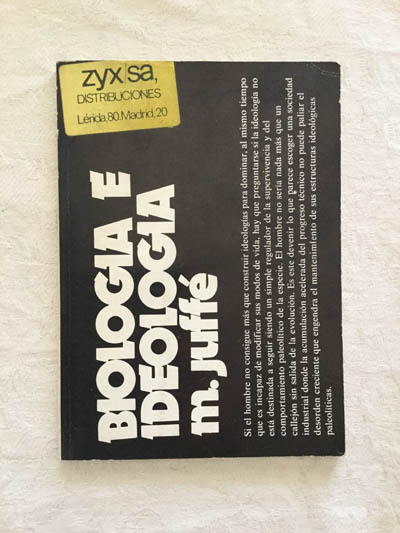 zyx/sa,
DISTRIBUCIONES
Lérida,80.Madrid,20
BIOLOGIA E
IDEOLOGIA
m. juffé
Si el hombre no consigue más que construir ideologías para dominar, al mismo tiempo
que es incapaz de modificar sus modos de vida, hay que preguntarse si la ideología no
está destinada a seguir siendo un simple regulador de la supervivencia y del
comportamiento paleolítico de la especie. El hombre no sería nada más que un
callejón sin salida de la evolución. Es este devenir lo que parece escoger una sociedad
industrial donde la acumulación acelerada del progreso técnico no puede paliar el
desorden creciente que engendra el mantenimiento de sus estructuras ideológicas
paleolíticas.